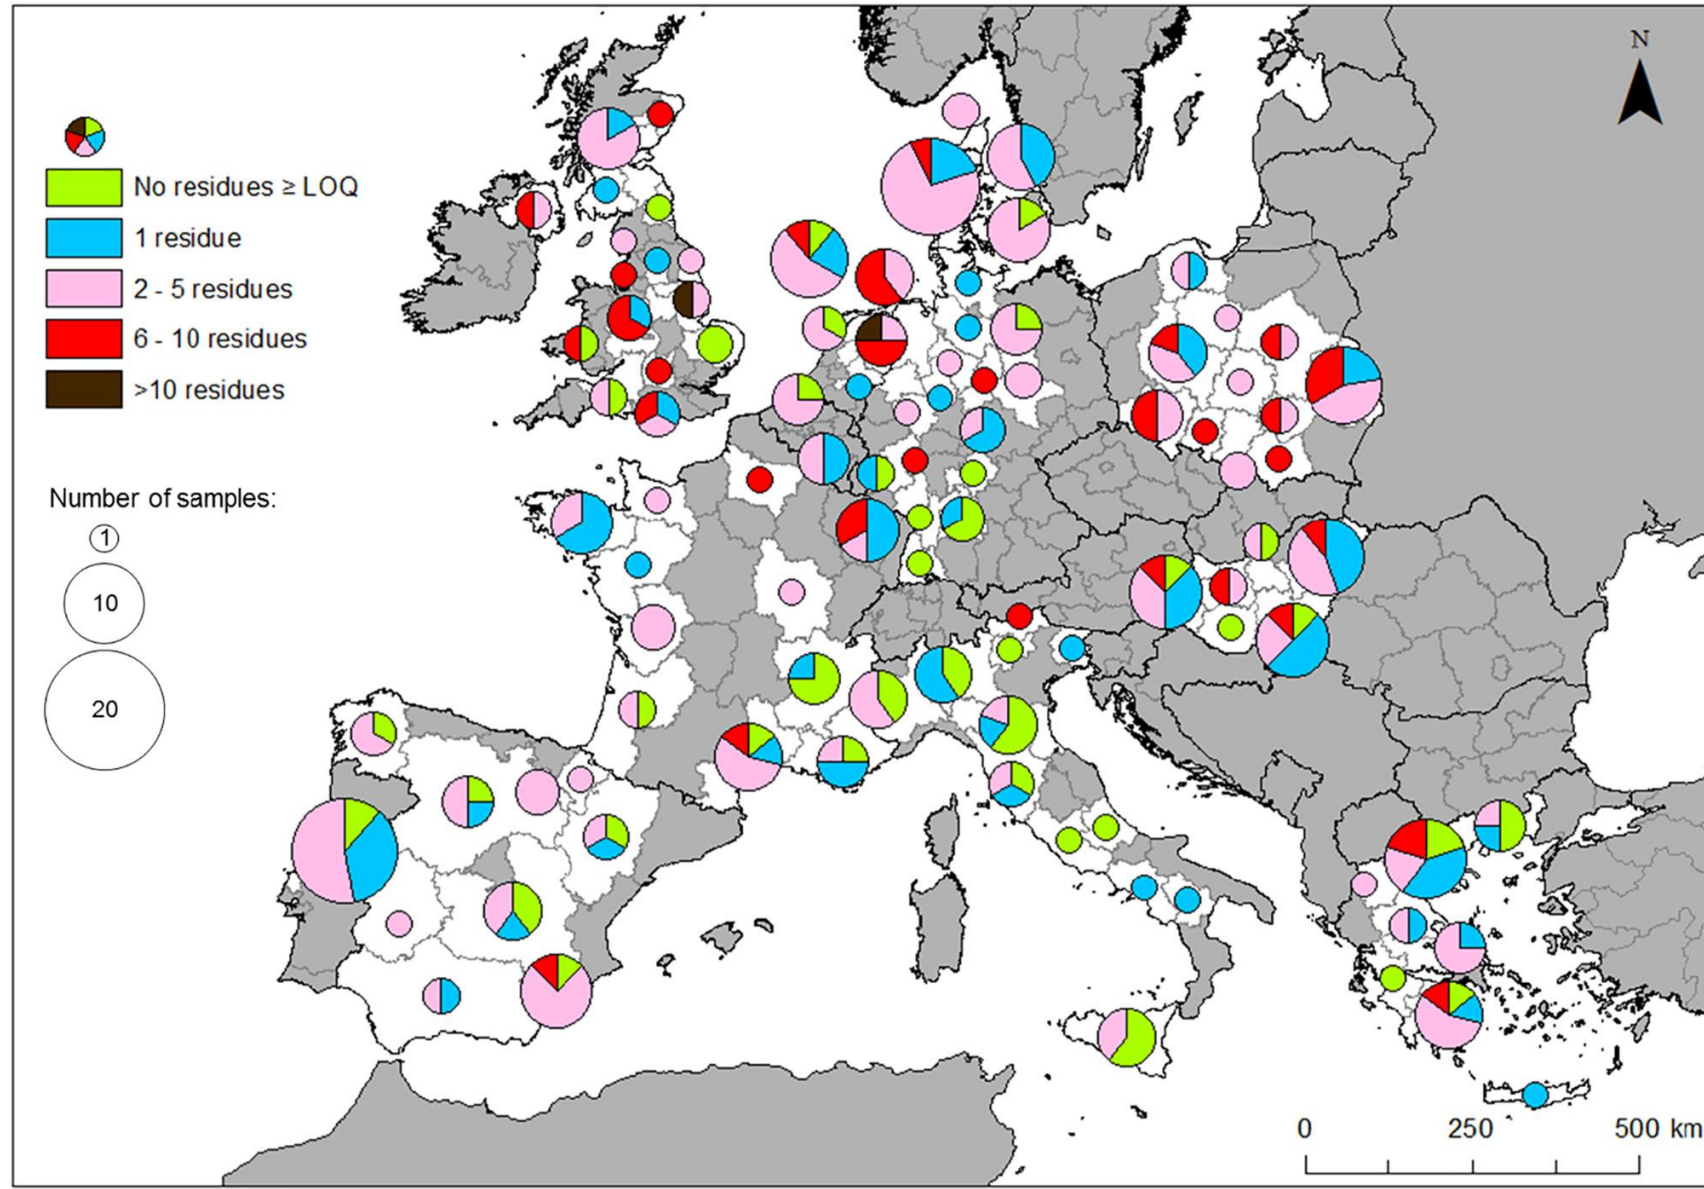 No residues ≥ LOQ
1 residue
2 - 5 residues
6 - 10 residues
>10 residues
Number of samples:
1
10
20
N
0 250 500 km